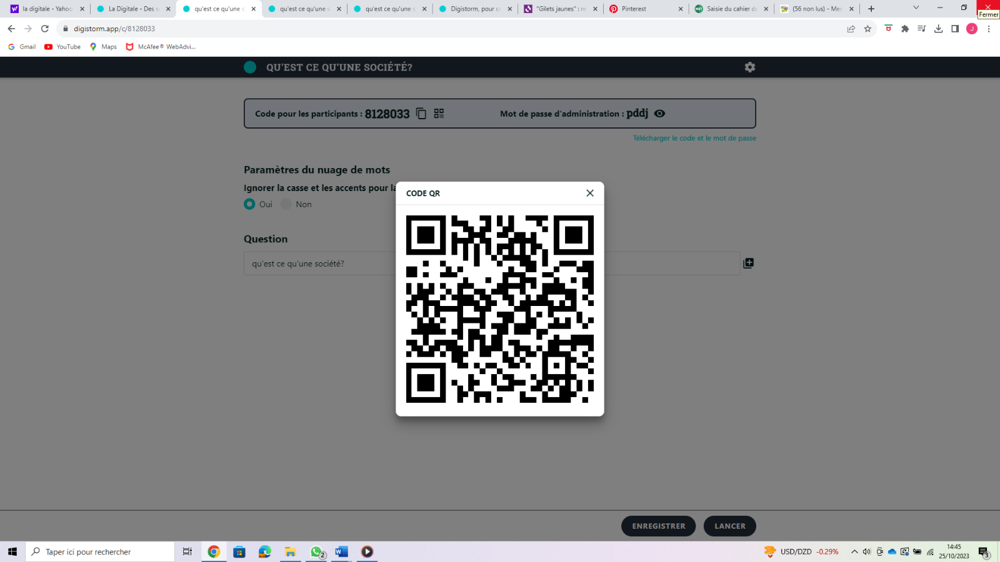 la digitale - Yahoo
La Digitale - Des s
qu'est ce qu'une s
qu'est ce qu'une s
qu'est ce qu'une s
Digistorm, pour c
"Gilets jaunes" : re
Pinterest
Saisie du cahier de
(56 non lus) - Mes
Fermer
digistorm.app/c/8128033
Gmail
YouTube
Maps
McAfee® WebAdvi...
QU'EST CE QU'UNE SOCIÉTÉ?
Code pour les participants : 8128033
Mot de passe d'administration : pddj
Télécharger le code et le mot de passe
Paramètres du nuage de mots
Ignorer la casse et les accents pour la
Oui
Non
CODE QR
Question
qu'est ce qu'une société?
ENREGISTRER
LANCER
Taper ici pour rechercher
2
USD/DZD -0.29%
14:45
25/10/2023
3